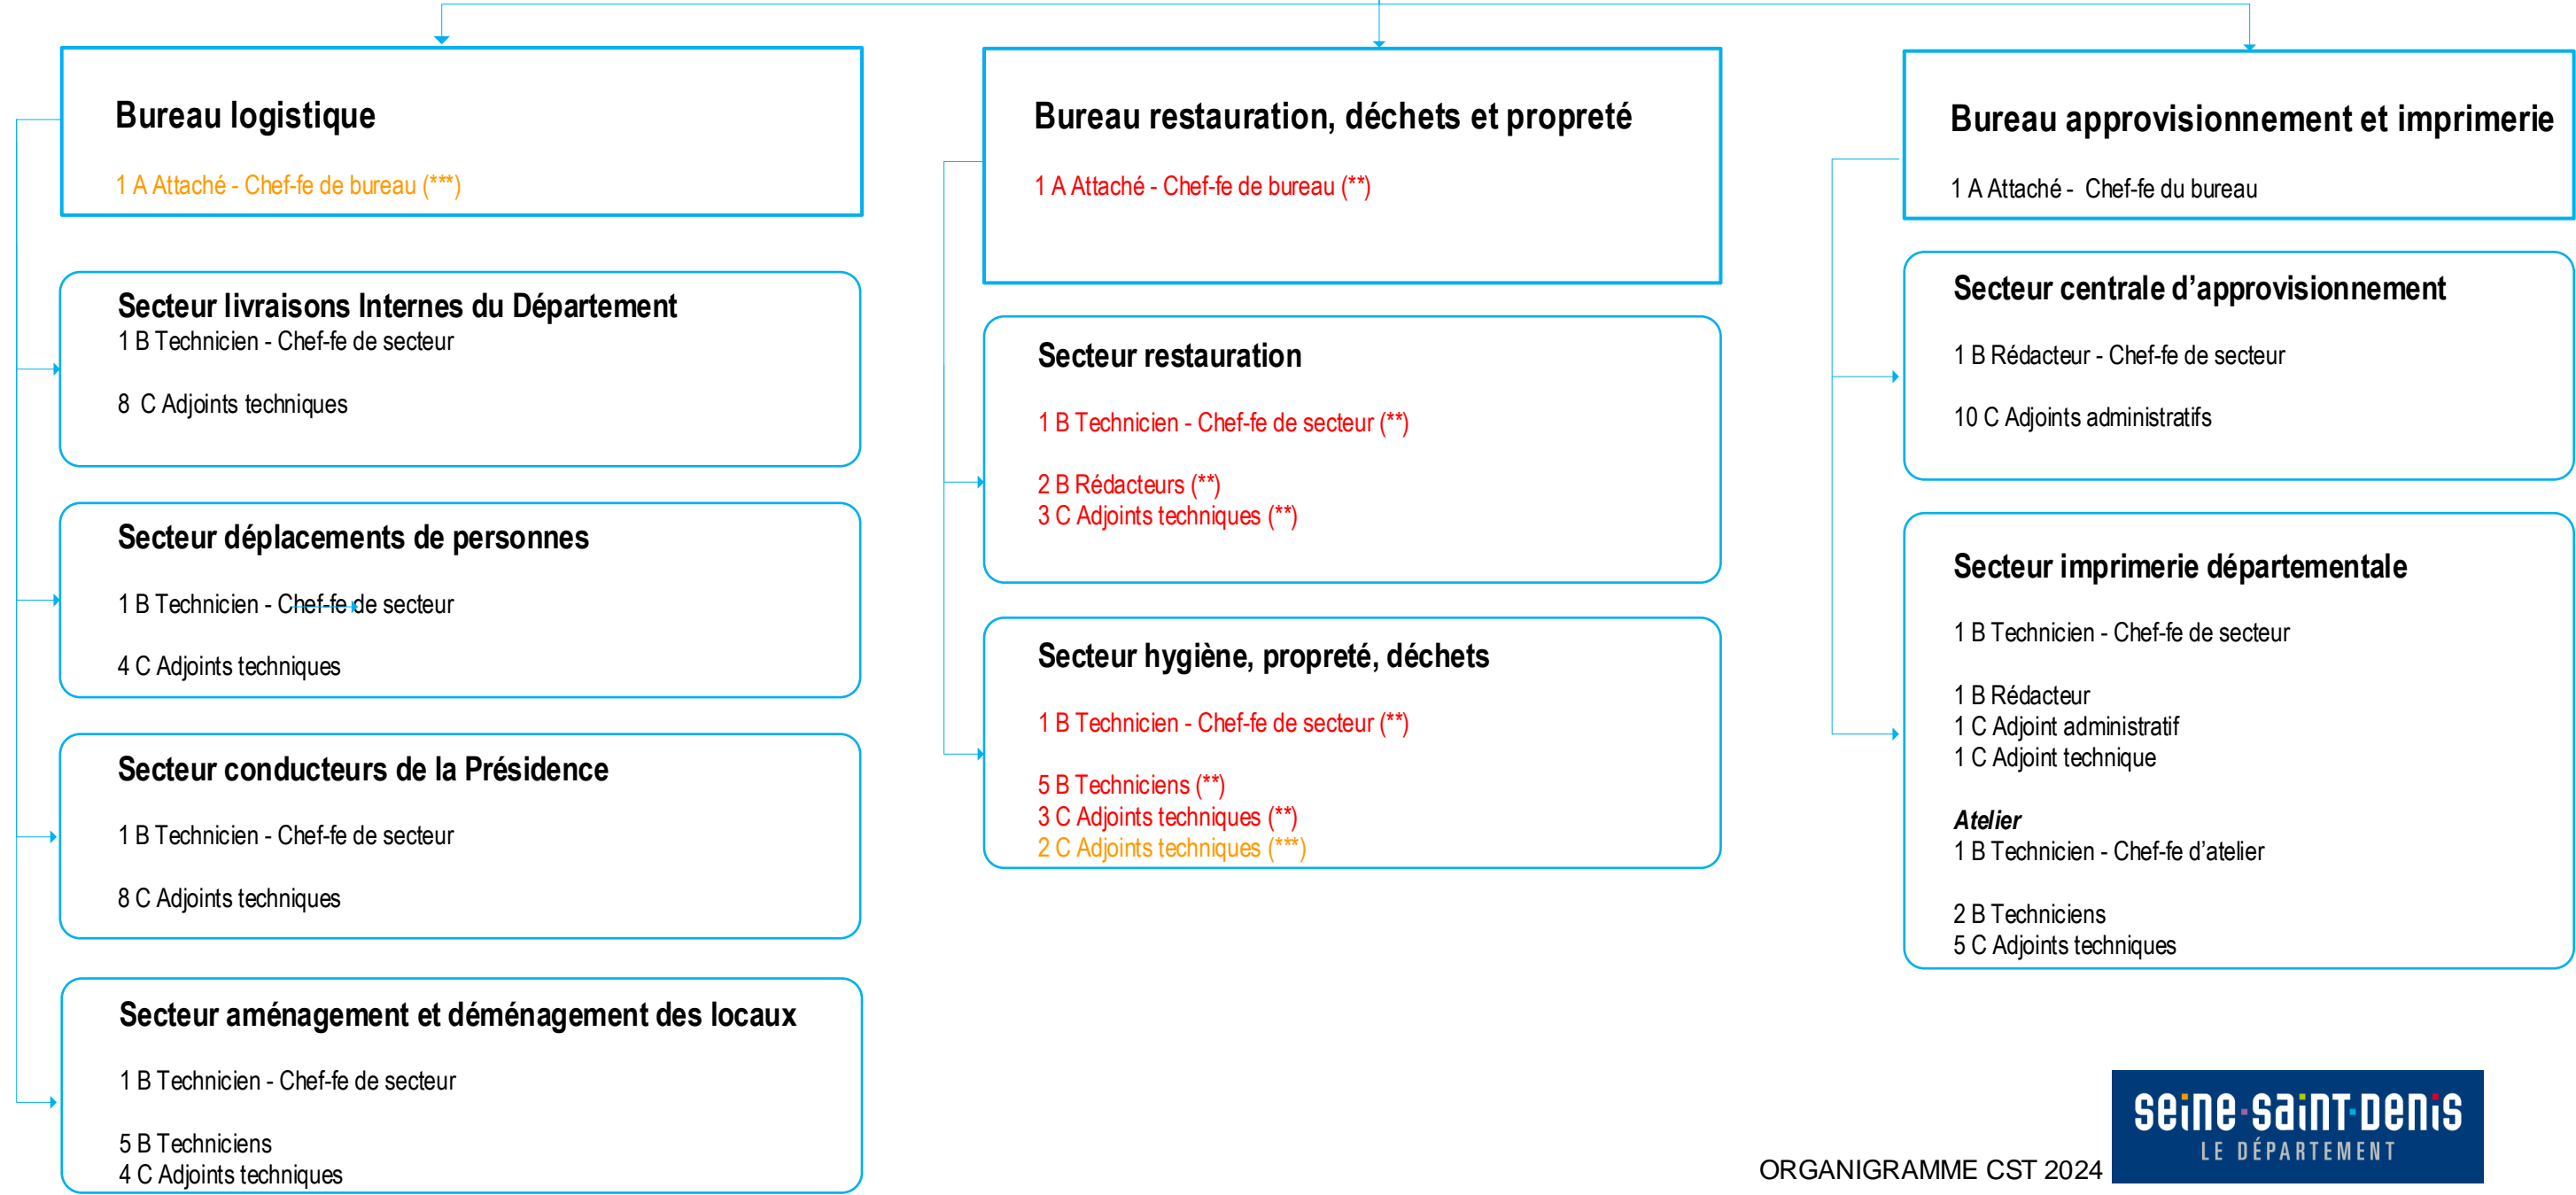 Bureau logistique
1 A Attaché - Chef-fe de bureau (***)
Secteur livraisons Internes du Département
1 B Technicien - Chef-fe de secteur
8 C Adjoints techniques
Secteur déplacements de personnes
1 B Technicien - Chef-fe de secteur
4 C Adjoints techniques
Secteur conducteurs de la Présidence
1 B Technicien - Chef-fe de secteur
8 C Adjoints techniques
Secteur aménagement et déménagement des locaux
1 B Technicien - Chef-fe de secteur
5 B Techniciens
4 C Adjoints techniques
Bureau restauration, déchets et propreté
1 A Attaché - Chef-fe de bureau (**)
Secteur restauration
1 B Technicien - Chef-fe de secteur (**)
2 B Rédacteurs (**)
3 C Adjoints techniques (**)
Secteur hygiène, propreté, déchets
1 B Technicien - Chef-fe de secteur (**)
5 B Techniciens (**)
3 C Adjoints techniques (**)
2 C Adjoints techniques (***)
Bureau approvisionnement et imprimerie
1 A Attaché - Chef-fe du bureau
Secteur centrale d’approvisionnement
1 B Rédacteur - Chef-fe de secteur
10 C Adjoints administratifs
Secteur imprimerie départementale
1 B Technicien - Chef-fe de secteur
1 B Rédacteur
1 C Adjoint administratif
1 C Adjoint technique
Atelier
1 B Technicien - Chef-fe d’atelier
2 B Techniciens
5 C Adjoints techniques
ORGANIGRAMME CST 2024
seine-saint-denis
LE DÉPARTEMENT